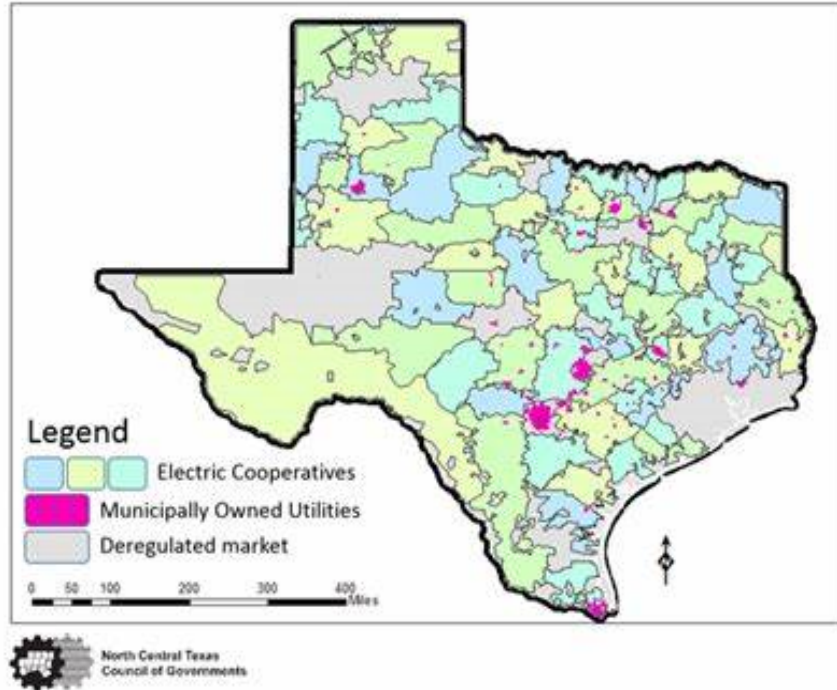 Legend
Electric Cooperatives
Municipally Owned Utilities
Deregulated market
0 50 100 200 300 400
Miles
N
North Central Texas
Council of Governments